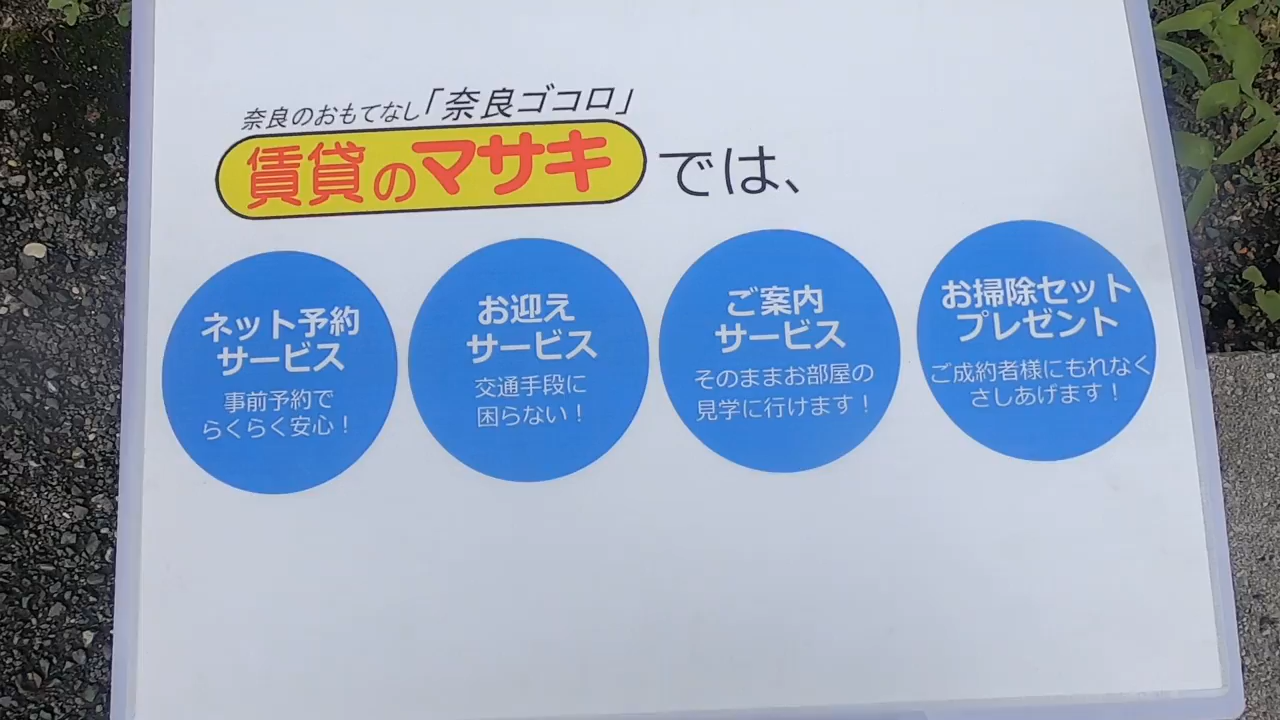 奈良のおもてなし「奈良ゴコロ」
賃貸のマサキでは、
ネット予約
サービス
事前予約で
らくらく安心！
お迎え
サービス
交通手段に
困らない！
ご案内
サービス
そのままお部屋の
見学に行けます！
お掃除セット
プレゼント
ご成約者様にもれなく
さしあげます！